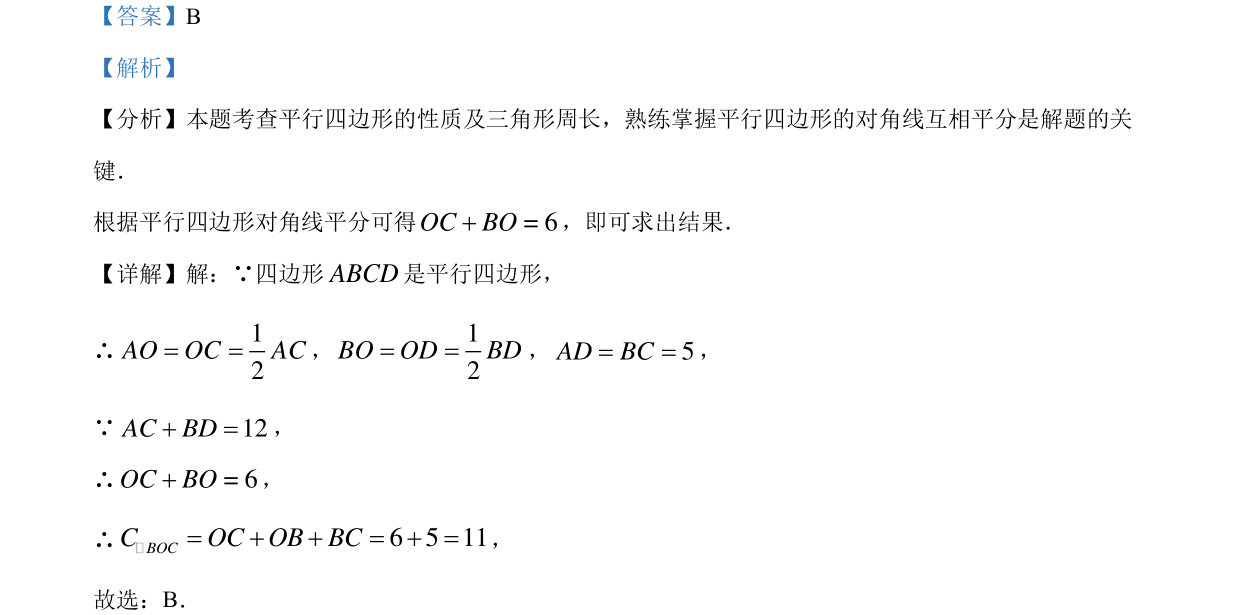 【答案】B
【解析】
【分析】本题考查平行四边形的性质及三角形周长，熟练掌握平行四边形的对角线互相平分是解题的关
键．
根据平行四边形对角线平分可得OC + BO = 6，即可求出结果．
【详解】解：∵四边形 ABCD 是平行四边形，
∴ AO = OC = 1/2 AC，BO = OD = 1/2 BD，AD = BC = 5，
∵ AC + BD = 12，
∴ OC + BO = 6，
∴ C□BOC = OC + OB + BC = 6 + 5 = 11，
故选：B．